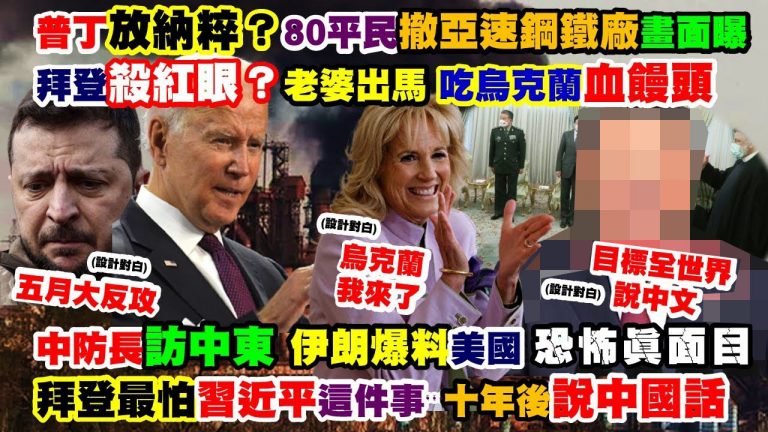 普丁放納粹？80平民撤亞速鋼鐵廠畫面曝
拜登殺紅眼？老婆出馬 吃烏克蘭血饅頭
(設計對白)
五月大反攻
(設計對白)
烏克蘭
我來了
(設計對白)
目標全世界
說中文
中防長訪中東 伊朗爆料美國 恐怖真面目
拜登最怕習近平這件事 十年後說中國話